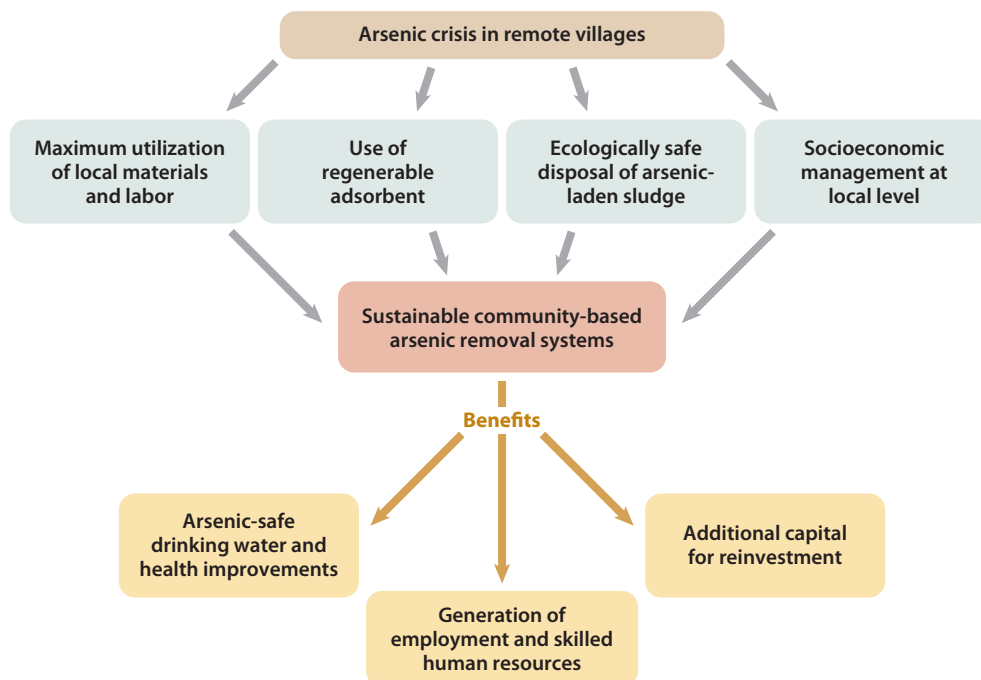 Arsenic crisis in remote villages
Maximum utilization
of local materials
and labor
Use of
regenerable
adsorbent
Ecologically safe
disposal of arsenic-
laden sludge
Socioeconomic
management at
local level
Sustainable community-based
arsenic removal systems
Benefits
Arsenic-safe
drinking water and
health improvements
Generation of
employment and skilled
human resources
Additional capital
for reinvestment